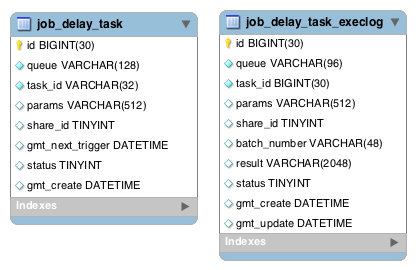 job_delay_task
id BIGINT(30)
queue VARCHAR(128)
task_id VARCHAR(32)
params VARCHAR(512)
share_id TINYINT
gmt_next_trigger DATETIME
status TINYINT
gmt_create DATETIME
Indexes
job_delay_task_execlog
id BIGINT(30)
queue VARCHAR(96)
task_id BIGINT(30)
params VARCHAR(512)
share_id TINYINT
batch_number VARCHAR(48)
result VARCHAR(2048)
status TINYINT
gmt_create DATETIME
gmt_update DATETIME
Indexes